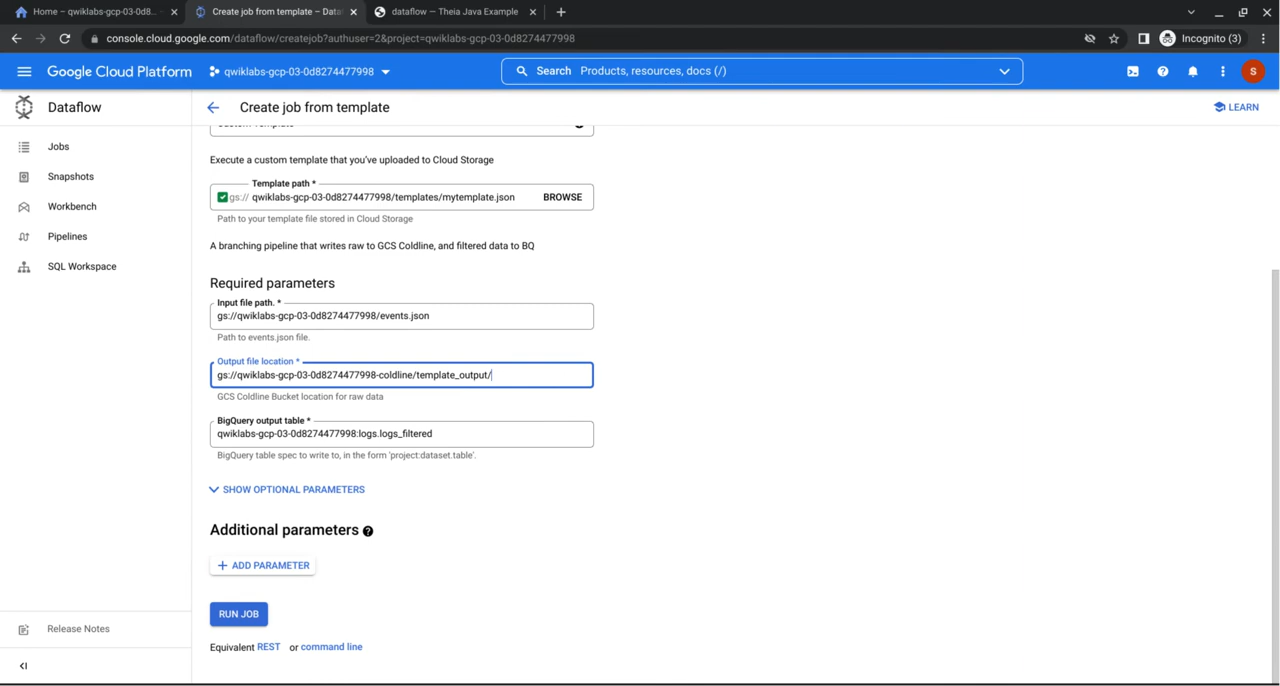 Home – qwiklabs-gcp-03-0d8...
Create job from template – Data
dataflow — Theia Java Example
console.cloud.google.com/dataflow/createjob?authuser=2&project=qwiklabs-gcp-03-0d8274477998
Incognito (3)
Google Cloud Platform
qwiklabs-gcp-03-0d8274477998
Search Products, resources, docs (/)
S
Dataflow
Create job from template
LEARN
Jobs
Snapshots
Workbench
Pipelines
SQL Workspace
Release Notes
Execute a custom template that you've uploaded to Cloud Storage
Template path *
gs:// qwiklabs-gcp-03-0d8274477998/templates/mytemplate.json BROWSE
Path to your template file stored in Cloud Storage
A branching pipeline that writes raw to GCS Coldline, and filtered data to BQ
Required parameters
Input file path. *
gs://qwiklabs-gcp-03-0d8274477998/events.json
Path to events.json file.
Output file location *
gs://qwiklabs-gcp-03-0d8274477998-coldline/template_output/
GCS Coldline Bucket location for raw data
BigQuery output table *
qwiklabs-gcp-03-0d8274477998:logs.logs_filtered
BigQuery table spec to write to, in the form 'project:dataset.table'.
SHOW OPTIONAL PARAMETERS
Additional parameters
ADD PARAMETER
RUN JOB
Equivalent REST or command line